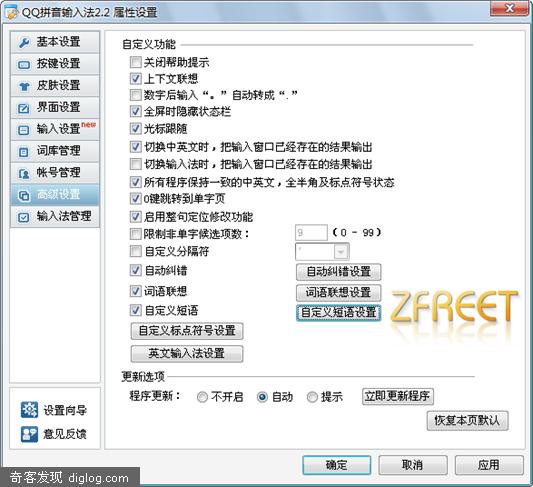 QQ拼音输入法2.2 属性设置
基本设置
按键设置
皮肤设置
界面设置
输入设置new
词库管理
帐号管理
高级设置
输入法管理
设置向导
意见反馈
自定义功能
关闭帮助提示
上下文联想
数字后输入“。”自动转成“.”
全屏时隐藏状态栏
光标跟随
切换中英文时，把输入窗口已经存在的结果输出
切换输入法时，把输入窗口已经存在的结果输出
所有程序保持一致的中英文，全半角及标点符号状态
0键跳转到单字页
启用整句定位修改功能
限制非单字候选项数： 9 （0 - 99）
自定义分隔符 '
自动纠错 自动纠错设置
词语联想 词语联想设置
自定义短语 自定义短语设置
ZFREET
自定义标点符号设置
英文输入法设置
更新选项
程序更新： 不开启 自动 提示 立即更新程序
恢复本页默认
确定 取消 应用
奇客发现 diglog.com